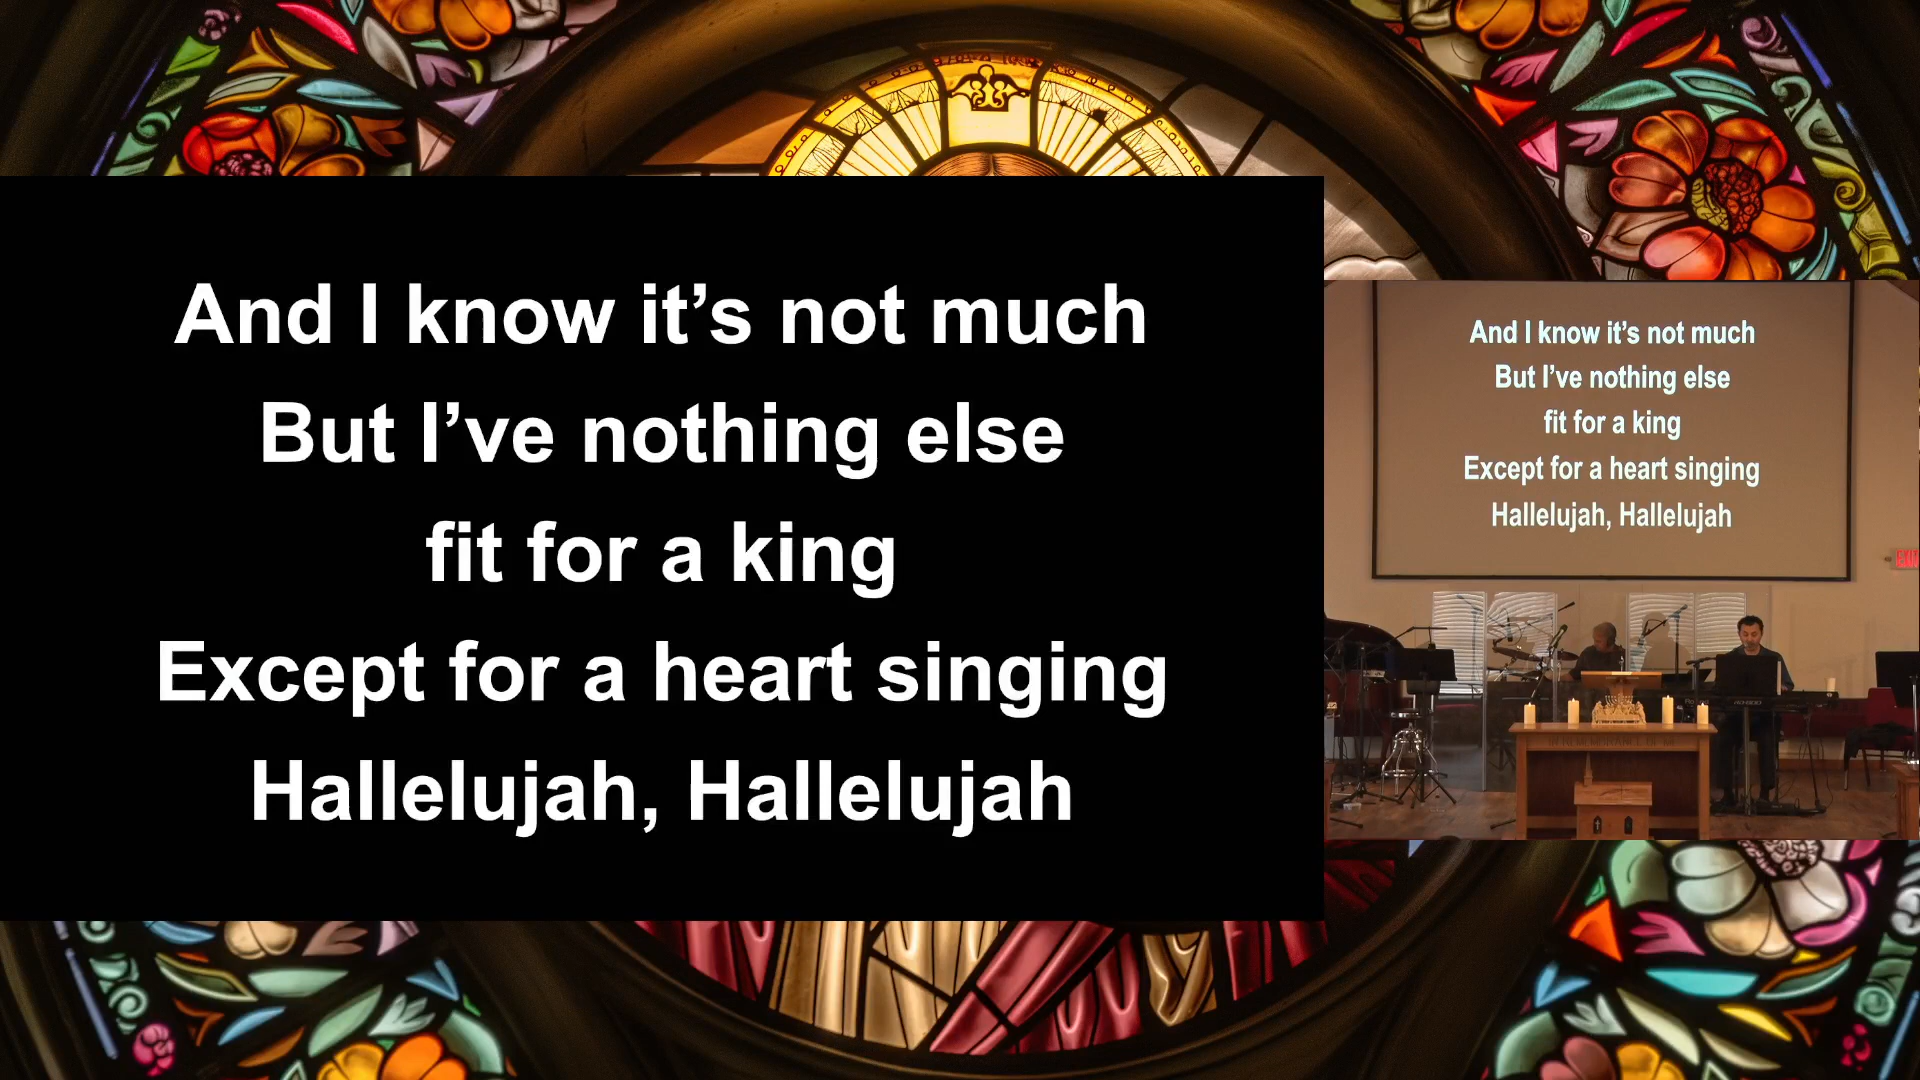 And I know it’s not much
But I’ve nothing else
fit for a king
Except for a heart singing
Hallelujah, Hallelujah
And I know it’s not much
But I’ve nothing else
fit for a king
Except for a heart singing
Hallelujah, Hallelujah